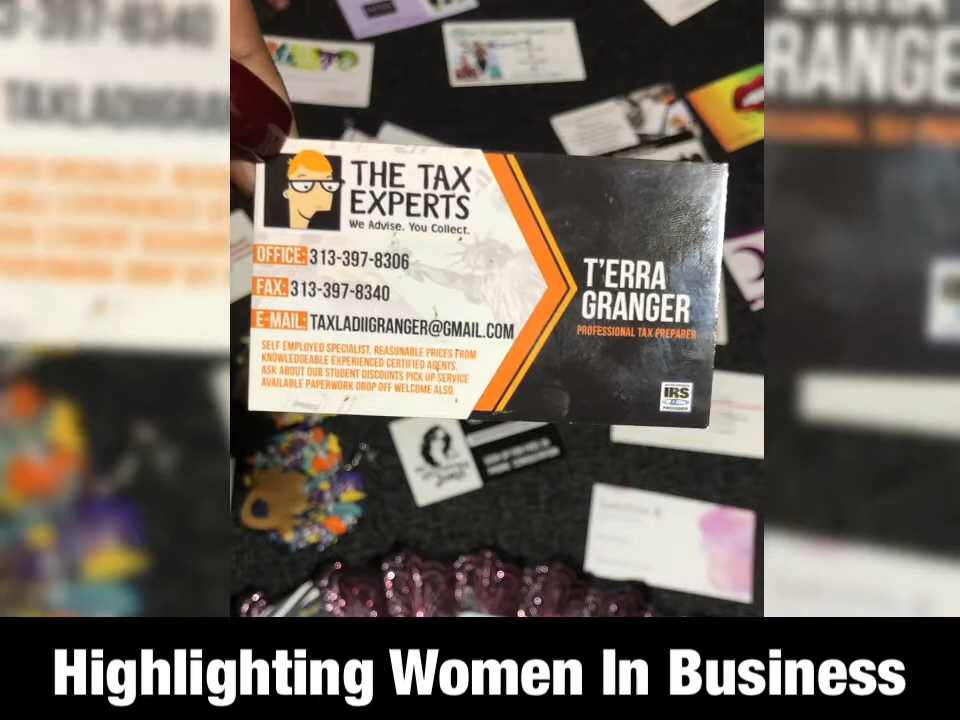 THE TAX
EXPERTS
We Advise. You Collect.
OFFICE: 313-397-8306
FAX: 313-397-8340
E-MAIL: TAXLADIIGRANGER@GMAIL.COM
SELF EMPLOYED SPECIALIST. REASONABLE PRICES FROM
KNOWLEDGEABLE EXPERIENCED CERTIFIED AGENTS.
ASK ABOUT OUR STUDENT DISCOUNTS PICK UP SERVICE
AVAILABLE PAPERWORK DROP OFF WELCOME ALSO.
T'ERRA
GRANGER
PROFESSIONAL TAX PREPARER
IRS
PROVIDER
Highlighting Women In Business